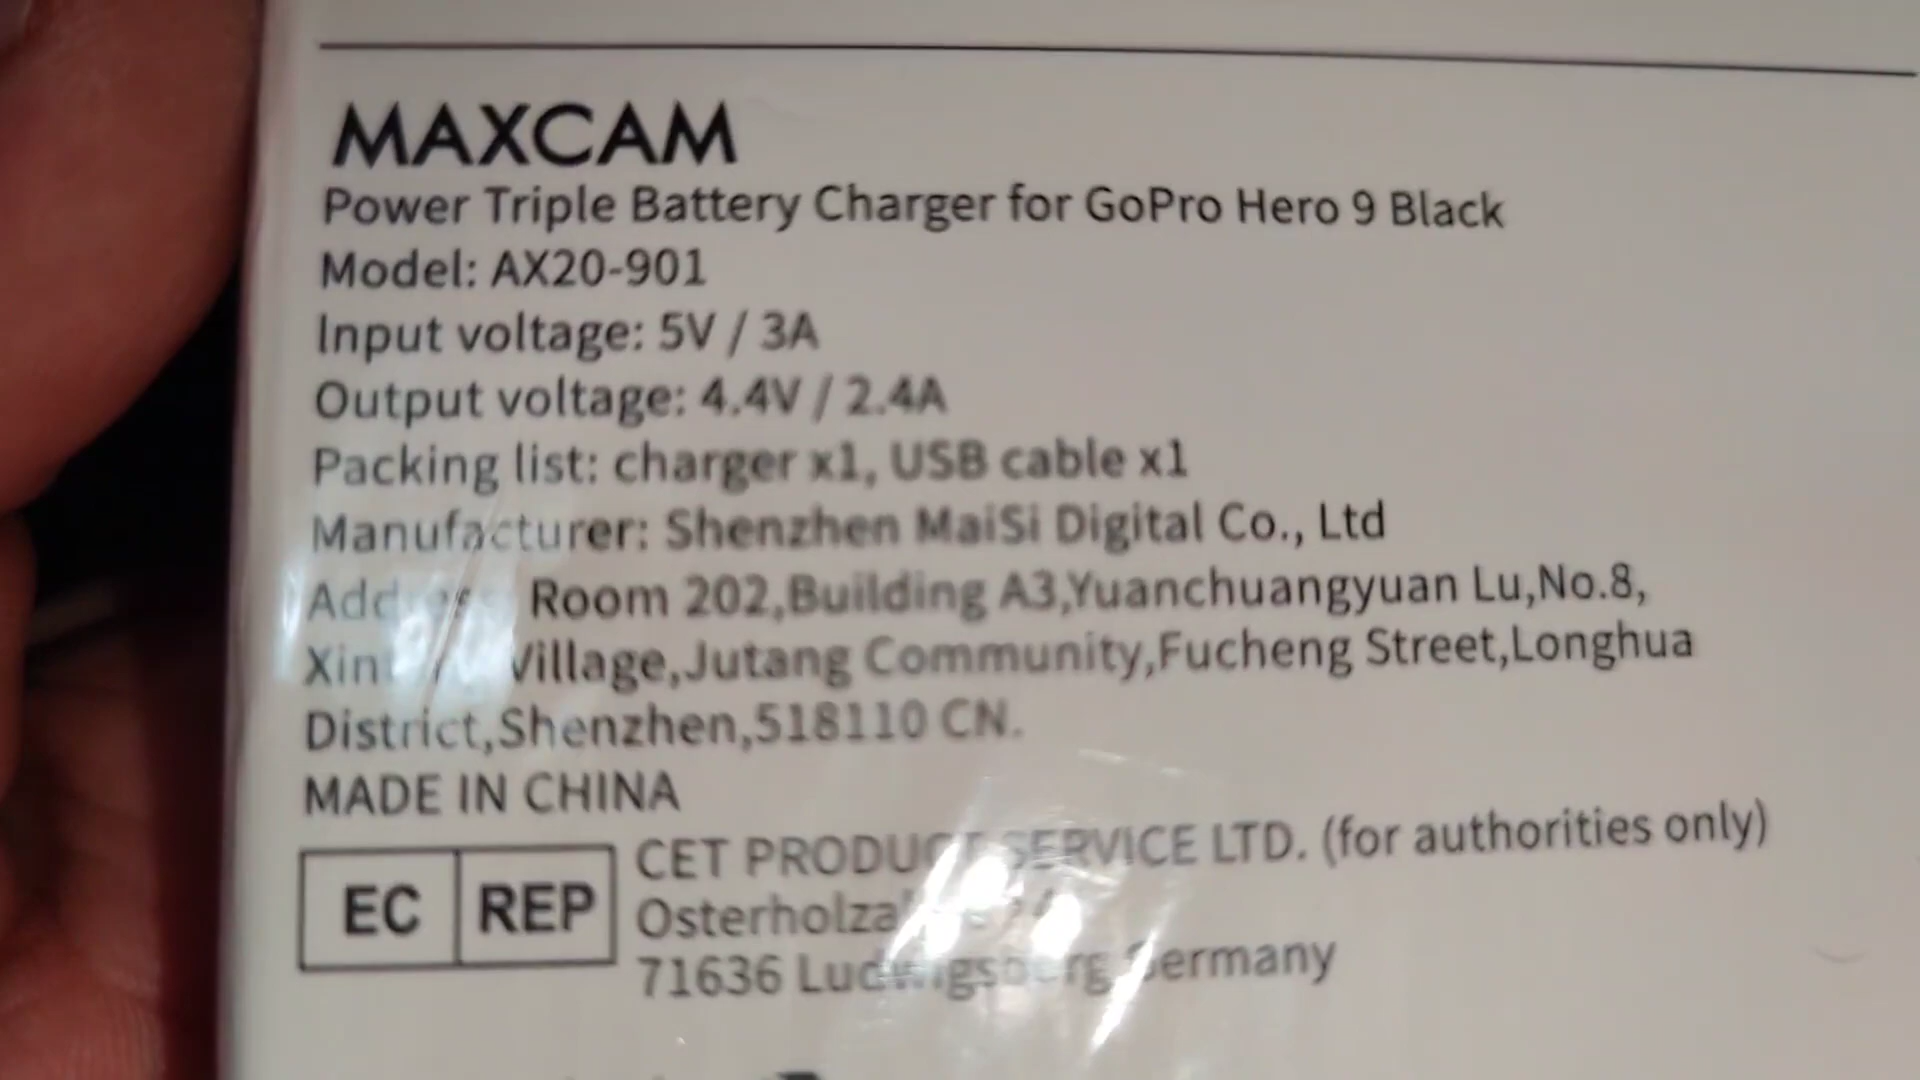 MAXCAM
Power Triple Battery Charger for GoPro Hero 9 Black
Model: AX20-901
Input voltage: 5V / 3A
Output voltage: 4.4V / 2.4A
Packing list: charger x1, USB cable x1
Manufacturer: Shenzhen MaiSi Digital Co., Ltd
Room 202,Building A3,Yuanchuangyuan Lu,No.8,
Village,Jutang Community,Fucheng Street,Longhua
District,Shenzhen,518110 CN.
MADE IN CHINA
EC REP
CET PRODUCT SERVICE LTD. (for authorities only)
71636 Ludwigsburg Germany